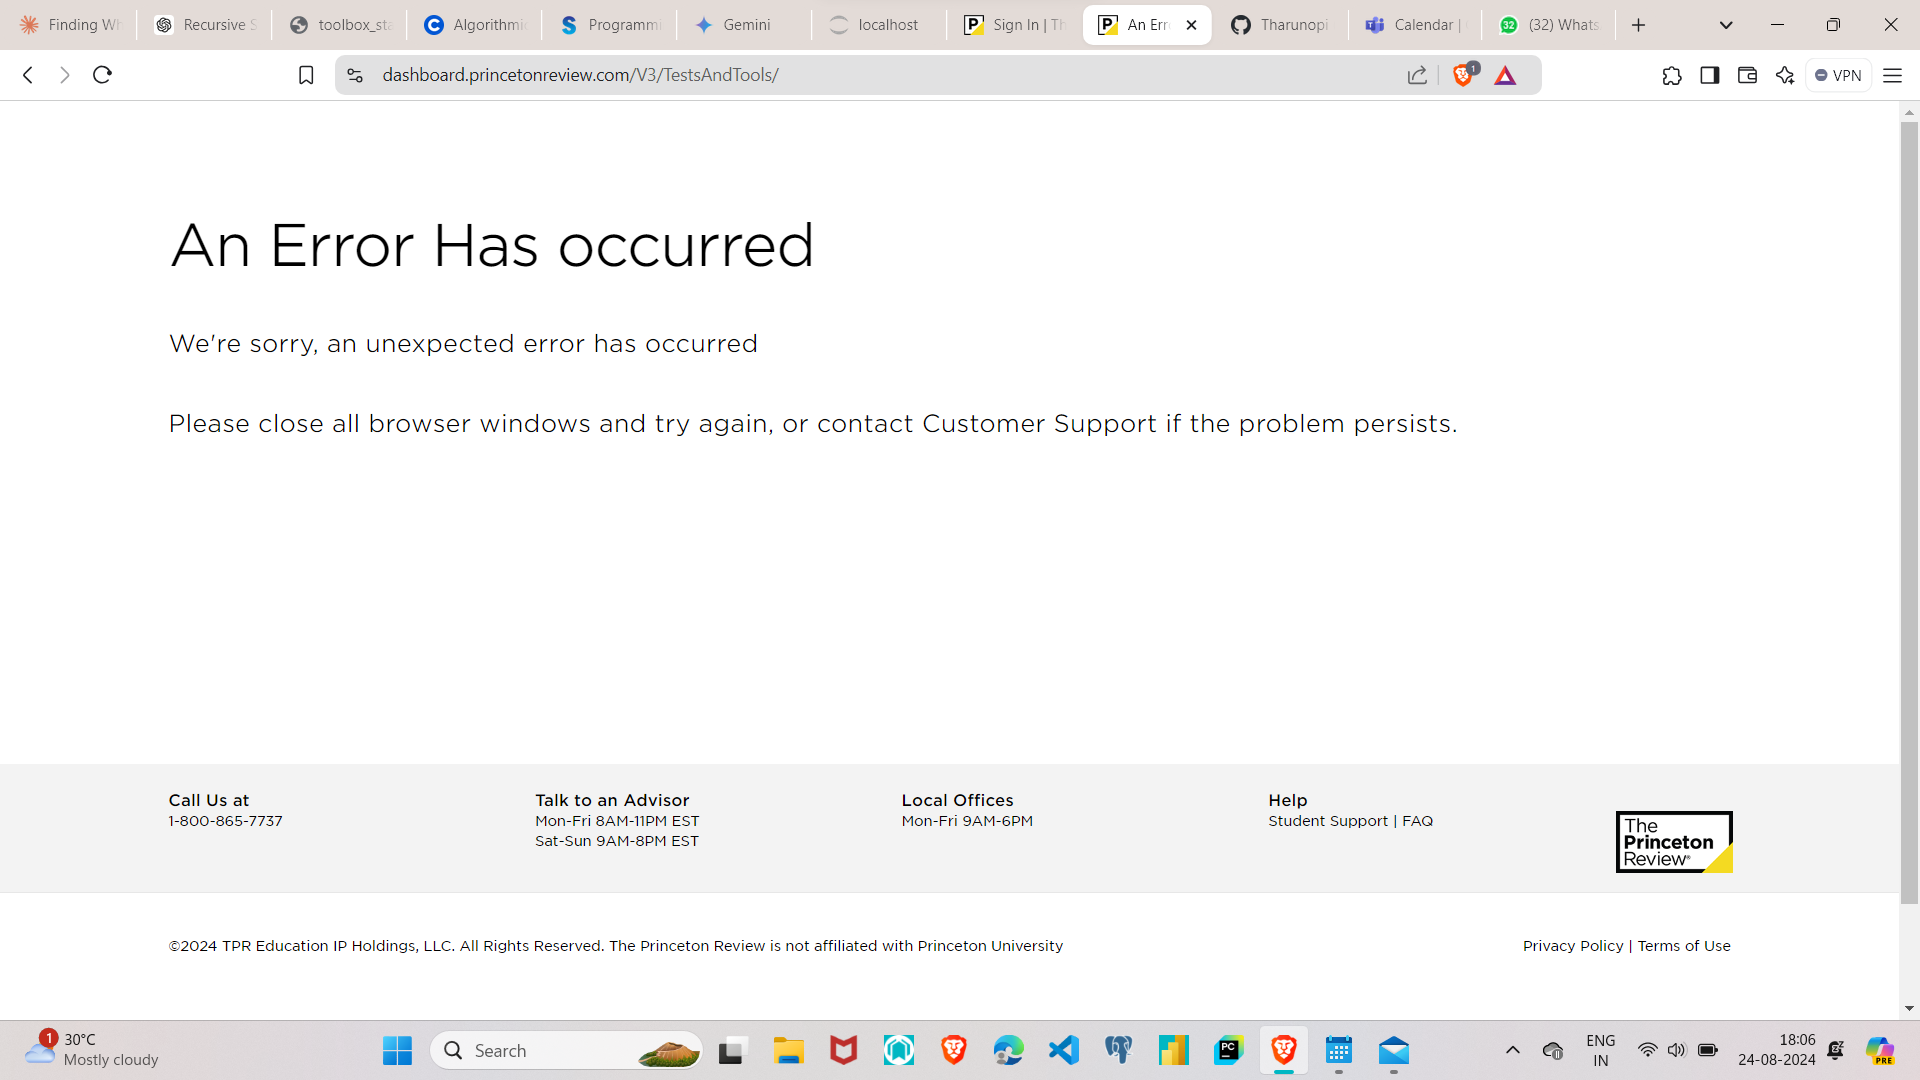 Finding Wh
Recursive S
toolbox_sta
Algorithmic
Programmi
Gemini
localhost
Sign In | Th
An Err
Tharunopi
Calendar |
(32) Whats
dashboard.princetonreview.com/V3/TestsAndTools/
1
VPN
An Error Has occurred
We're sorry, an unexpected error has occurred
Please close all browser windows and try again, or contact Customer Support if the problem persists.
Call Us at
1-800-865-7737
Talk to an Advisor
Mon-Fri 8AM-11PM EST
Sat-Sun 9AM-8PM EST
Local Offices
Mon-Fri 9AM-6PM
Help
Student Support | FAQ
The
Princeton
Review®
©2024 TPR Education IP Holdings, LLC. All Rights Reserved. The Princeton Review is not affiliated with Princeton University
Privacy Policy | Terms of Use
1
30°C
Mostly cloudy
Search
PC
ENG
IN
18:06
24-08-2024
PRE